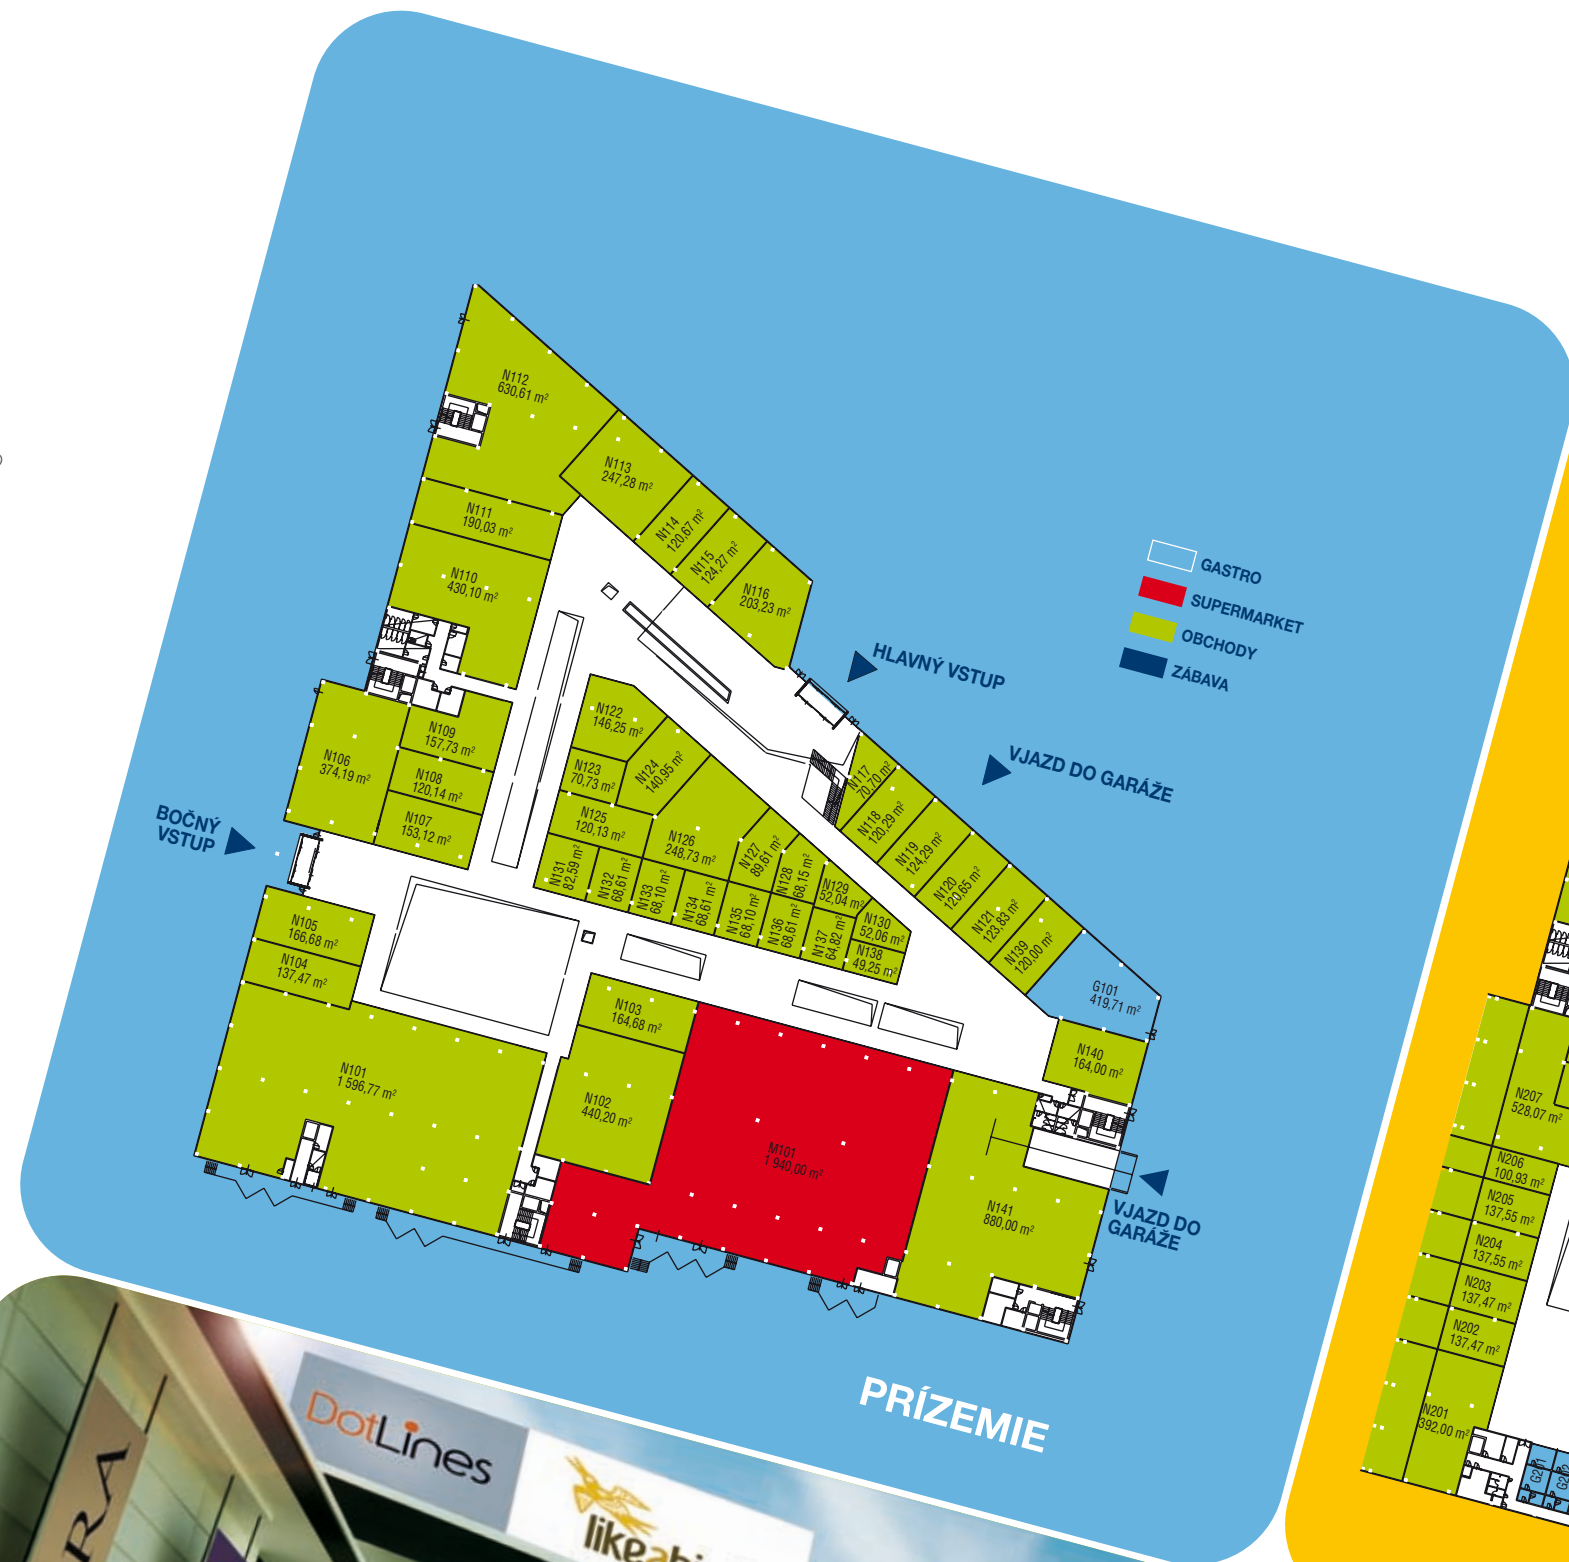 N112
630,61 m²
N113
247,28 m²
N111
190,03 m²
N114
120,67 m²
N115
124,27 m²
N116
203,23 m²
N110
430,10 m²
GASTRO
SUPERMARKET
OBCHODY
ZÁBAVA
HLAVNÝ VSTUP
VJAZD DO GARÁŽE
N106
374,19 m²
N109
157,73 m²
N108
120,14 m²
N107
153,12 m²
N122
146,25 m²
N123
70,73 m²
N124
140,95 m²
N125
120,13 m²
N126
248,73 m²
N127
89,61 m²
N128
68,15 m²
N129
52,04 m²
N130
52,06 m²
N131
82,59 m²
N132
68,61 m²
N133
68,10 m²
N134
68,61 m²
N135
68,10 m²
N136
68,61 m²
N137
64,82 m²
N138
49,25 m²
N117
70,70 m²
N118
120,29 m²
N119
124,29 m²
N120
120,65 m²
N121
123,83 m²
N139
120,00 m²
G101
419,71 m²
BOČNÝ
VSTUP
N105
166,68 m²
N104
137,47 m²
N103
164,68 m²
N140
164,00 m²
N101
1 596,77 m²
N102
440,20 m²
M101
1 940,00 m²
N141
880,00 m²
VJAZD DO
GARÁŽE
PRÍZEMIE
N207
528,07 m²
N206
100,93 m²
N205
137,55 m²
N204
137,55 m²
N203
137,47 m²
N202
137,47 m²
N201
392,00 m²
G201
DotLines
RA